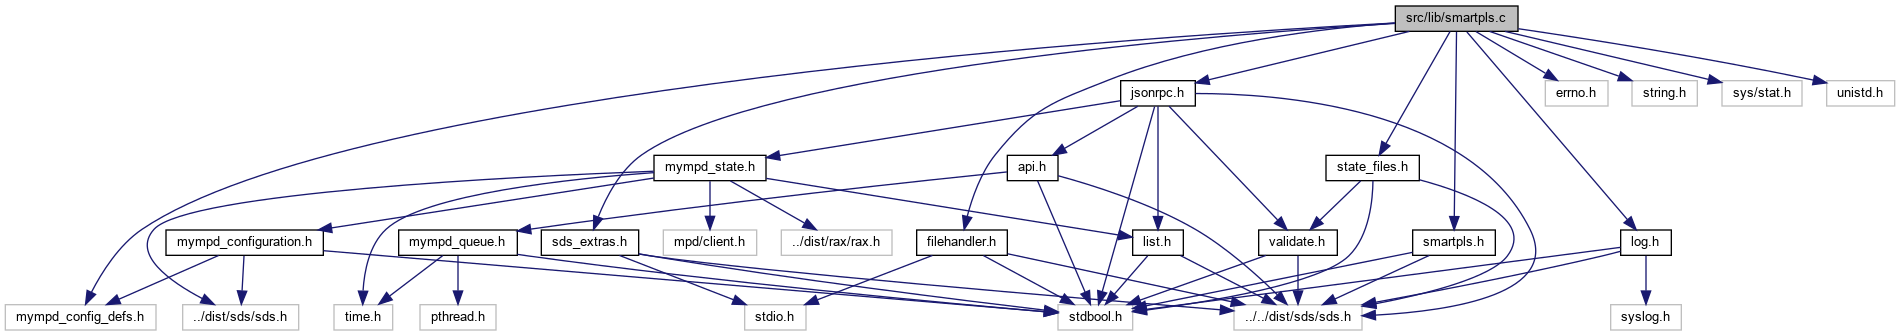 src/lib/smartpls.c
jsonrpc.h
errno.h
string.h
sys/stat.h
unistd.h
mympd_state.h
api.h
state_files.h
mympd_configuration.h
mympd_queue.h
sds_extras.h
mpd/client.h
../dist/rax/rax.h
filehandler.h
list.h
validate.h
smartpls.h
log.h
mympd_config_defs.h
../dist/sds/sds.h
time.h
pthread.h
stdio.h
stdbool.h
../../dist/sds/sds.h
syslog.h